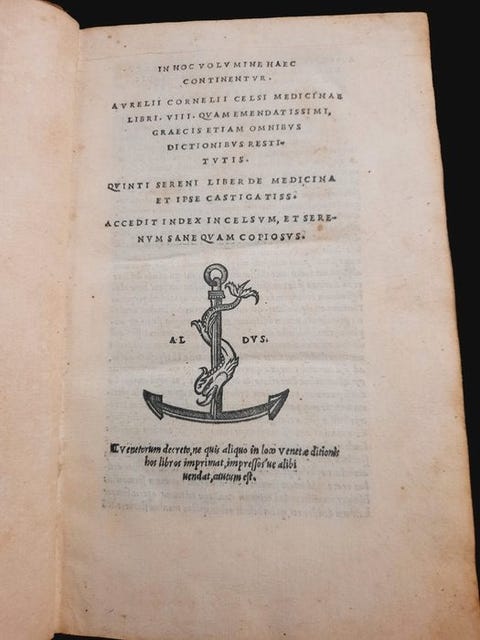 IN HOC VOLVMINE HAEC
CONTINENTVR.
AVRELII CORNELII CELSI MEDICINAE
LIBRI. VIII. QVAM EMENDATISSIMI,
GRAECIS ETIAM OMNIBVS
DICTIONIBVS RESTI-
TVTIS.
QVINTI SERENI LIBER DE MEDICINA
ET IPSE CASTIGATISS.
ACCEDIT INDEX IN CELSVM, ET SERE-
NVM SANE QVAM COPIOSVS.
AL DVS.
Venetorum decreto, ne quis aliquo in loco Venetæ ditionis
hos libros imprimat, impressos'ue alibi
uendat, cautum est.